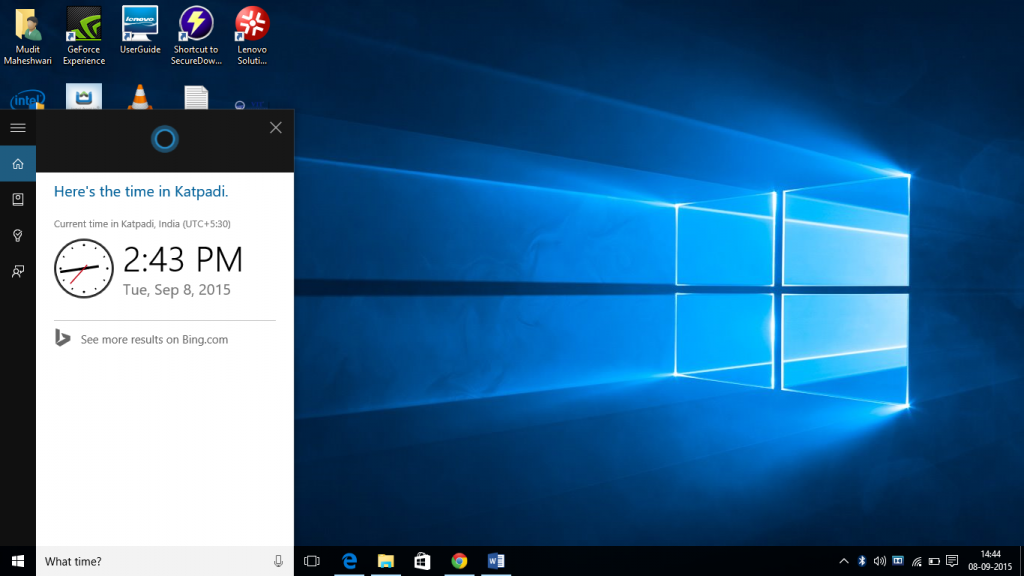 Mudit
Maheshwari
GeForce
Experience
lenovo
UserGuide
Shortcut to
SecureDow...
Lenovo
Soluti...
intel
Here's the time in Katpadi.
Current time in Katpadi, India (UTC+5:30)
2:43 PM
Tue, Sep 8, 2015
See more results on Bing.com
What time?
14:44
08-09-2015